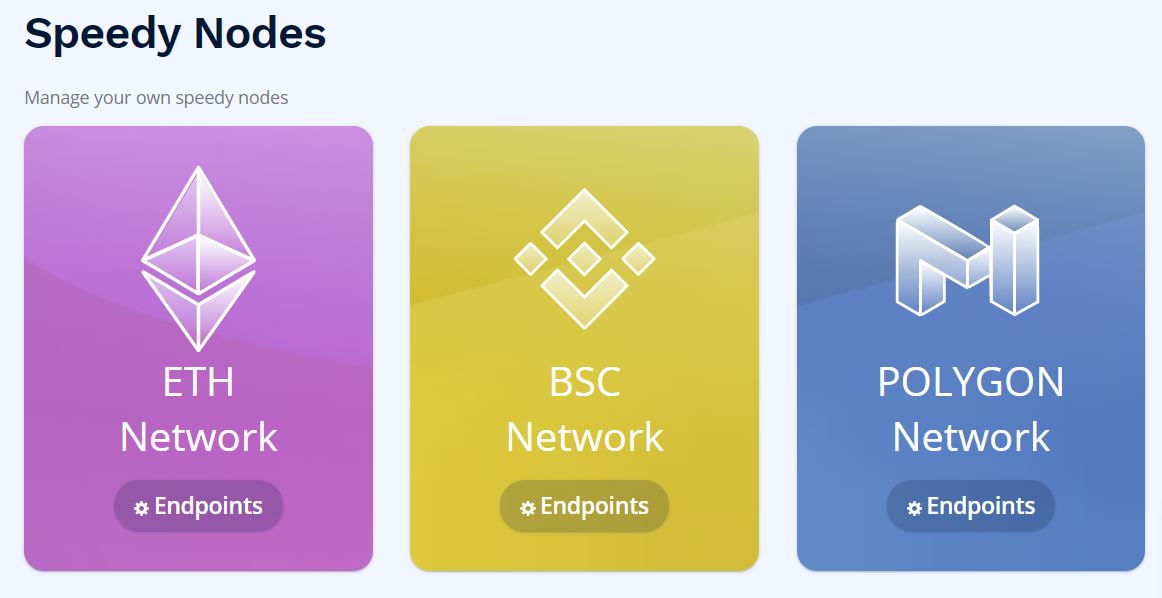 Speedy Nodes
Manage your own speedy nodes
ETH
Network
Endpoints
BSC
Network
Endpoints
POLYGON
Network
Endpoints